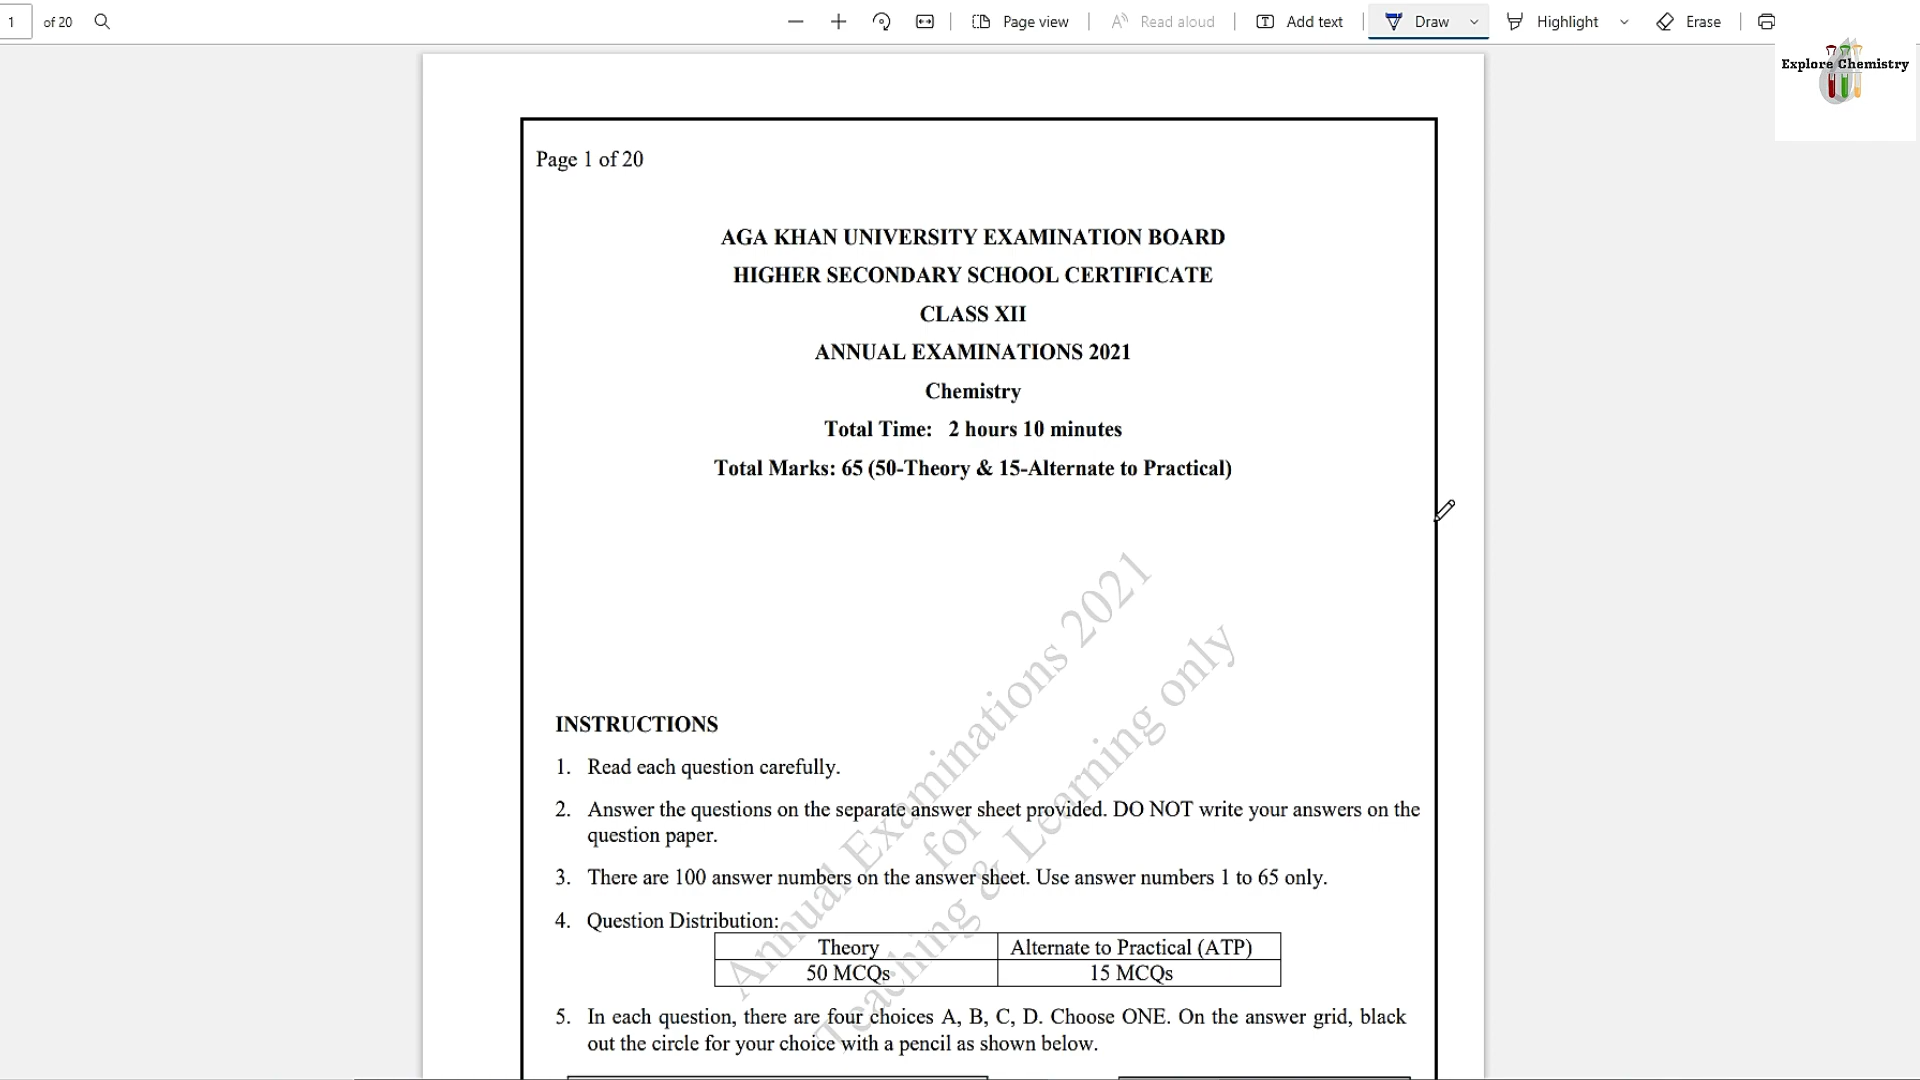 1 of 20 Page view Read aloud Add text Draw Highlight Erase
Explore Chemistry
Page 1 of 20
AGA KHAN UNIVERSITY EXAMINATION BOARD
HIGHER SECONDARY SCHOOL CERTIFICATE
CLASS XII
ANNUAL EXAMINATIONS 2021
Chemistry
Total Time: 2 hours 10 minutes
Total Marks: 65 (50-Theory & 15-Alternate to Practical)
Annual Examinations 2021
for
Teaching & Learning only
INSTRUCTIONS
1. Read each question carefully.
2. Answer the questions on the separate answer sheet provided. DO NOT write your answers on the
question paper.
3. There are 100 answer numbers on the answer sheet. Use answer numbers 1 to 65 only.
4. Question Distribution:
Theory Alternate to Practical (ATP)
50 MCQs 15 MCQs
5. In each question, there are four choices A, B, C, D. Choose ONE. On the answer grid, black
out the circle for your choice with a pencil as shown below.